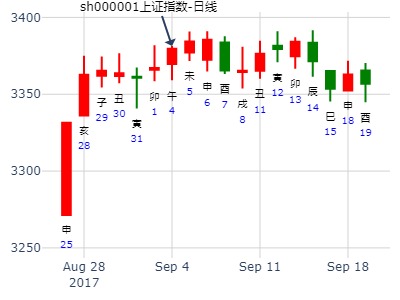 sh000001上证指数-日线
3400
3350
3300
3250
申
25
亥
28
子
29
丑
30
寅
31
卯
1
午
4
未
5
申
6
酉
7
戌
8
丑
11
寅
12
卯
13
辰
14
巳
15
申
18
酉
19
Aug 28
2017
Sep 4
Sep 11
Sep 18